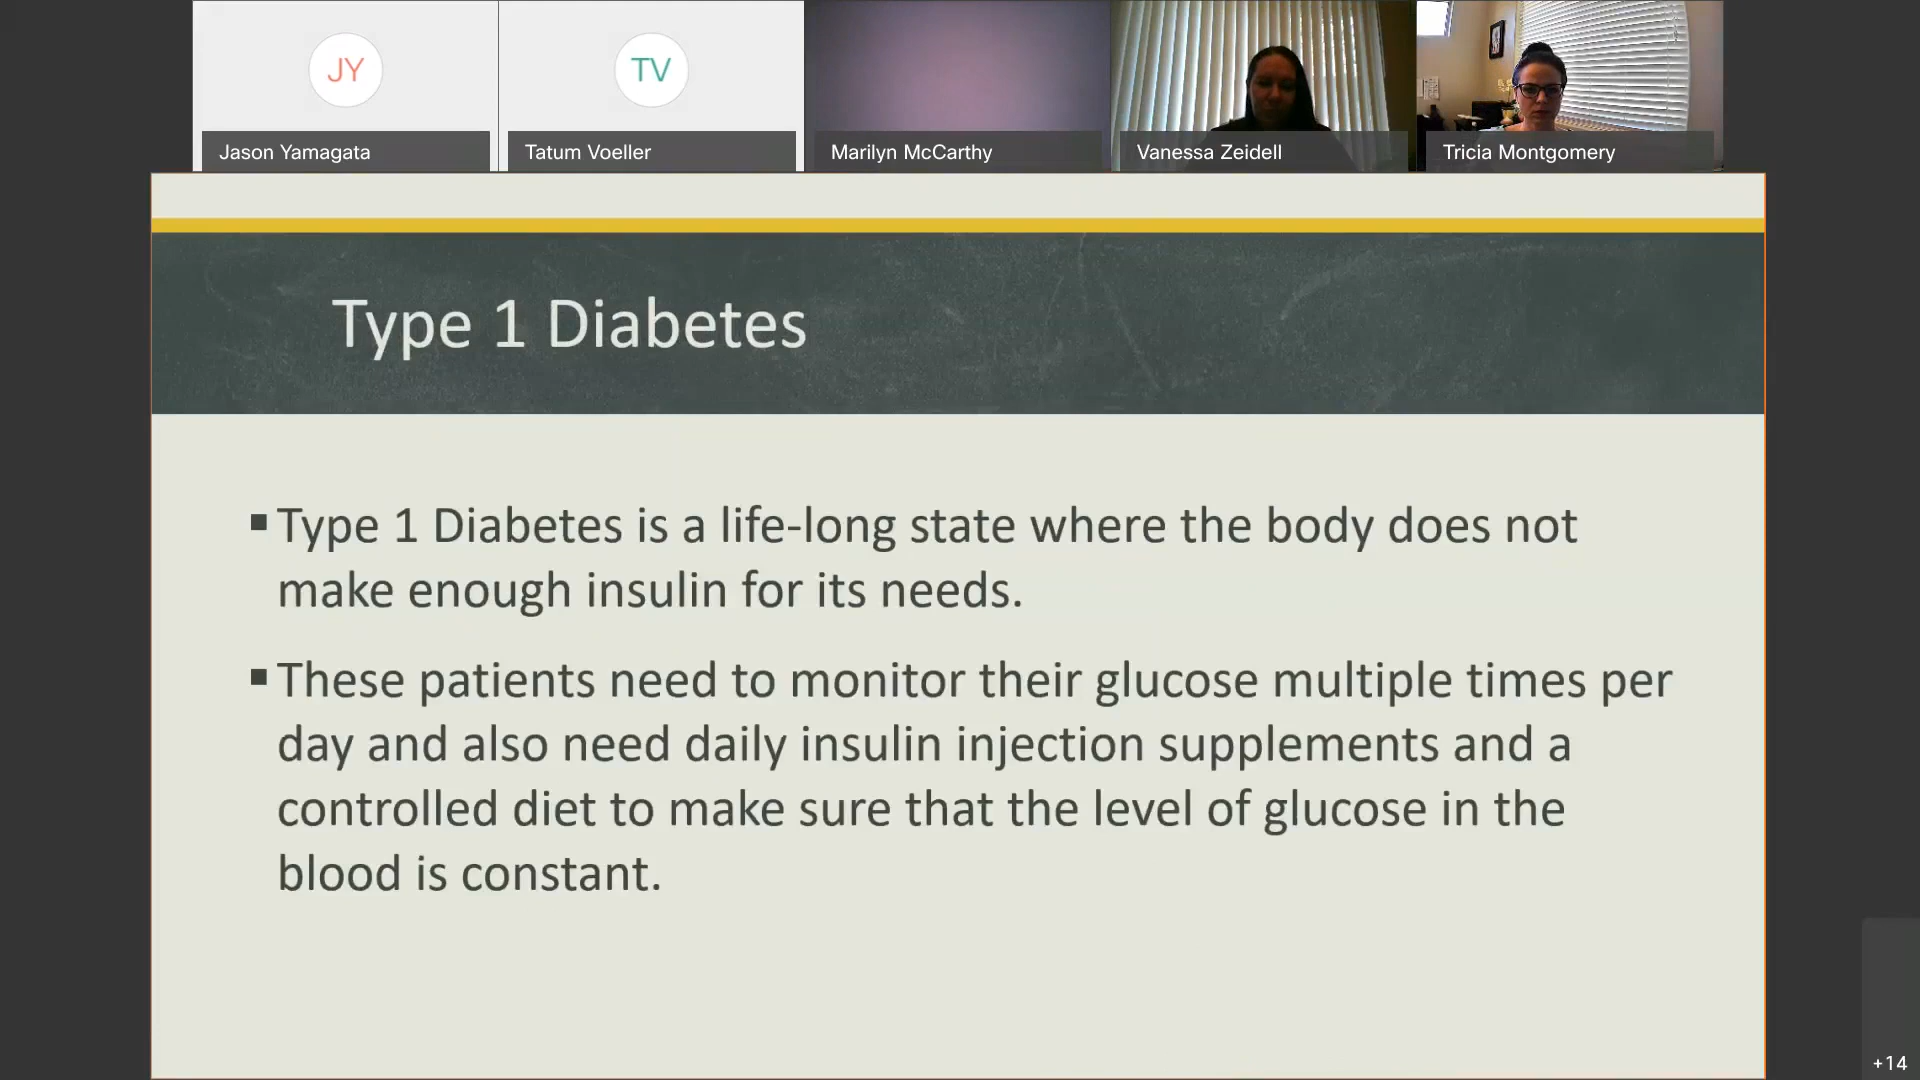 JY
TV
Jason Yamagata
Tatum Voeller
Marilyn McCarthy
Vanessa Zeidell
Tricia Montgomery
Type 1 Diabetes
▪ Type 1 Diabetes is a life-long state where the body does not
make enough insulin for its needs.
▪ These patients need to monitor their glucose multiple times per
day and also need daily insulin injection supplements and a
controlled diet to make sure that the level of glucose in the
blood is constant.
+14